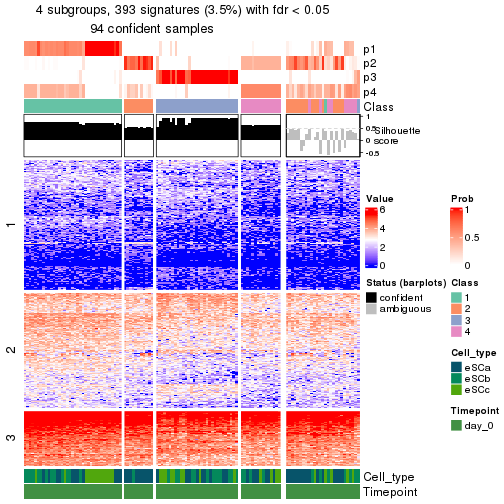 4 subgroups, 393 signatures (3.5%) with fdr < 0.05
94 confident samples
p1
p2
p3
p4
Class
1
0.5
0
-0.5
Silhouette
score
1
2
3
Cell_type
Timepoint
Value
6
4
2
0
Prob
1
0.5
0
Status (barplots)
confident
ambiguous
Class
1
2
3
4
Cell_type
eSCa
eSCb
eSCc
Timepoint
day_0